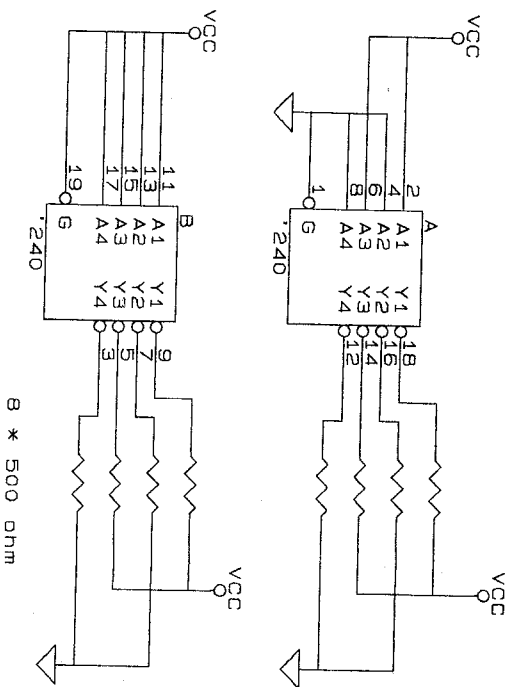 VCC
VCC
A
2 A1 Y1 18
4 A2 Y2 16
6 A3 Y3 14
8 A4 Y4 12
1 G
'240
VCC
VCC
B
11 A1 Y1 9
13 A2 Y2 7
15 A3 Y3 5
17 A4 Y4 3
19 G
'240
8 * 500 ohm